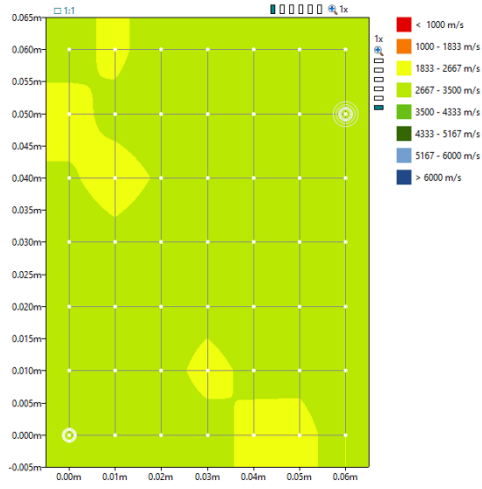 1:1
1x
0.065m
0.060m
0.055m
0.050m
0.045m
0.040m
0.035m
0.030m
0.025m
0.020m
0.015m
0.010m
0.005m
0.000m
-0.005m
0.00m 0.01m 0.02m 0.03m 0.04m 0.05m 0.06m
1x
< 1000 m/s
1000 - 1833 m/s
1833 - 2667 m/s
2667 - 3500 m/s
3500 - 4333 m/s
4333 - 5167 m/s
5167 - 6000 m/s
> 6000 m/s